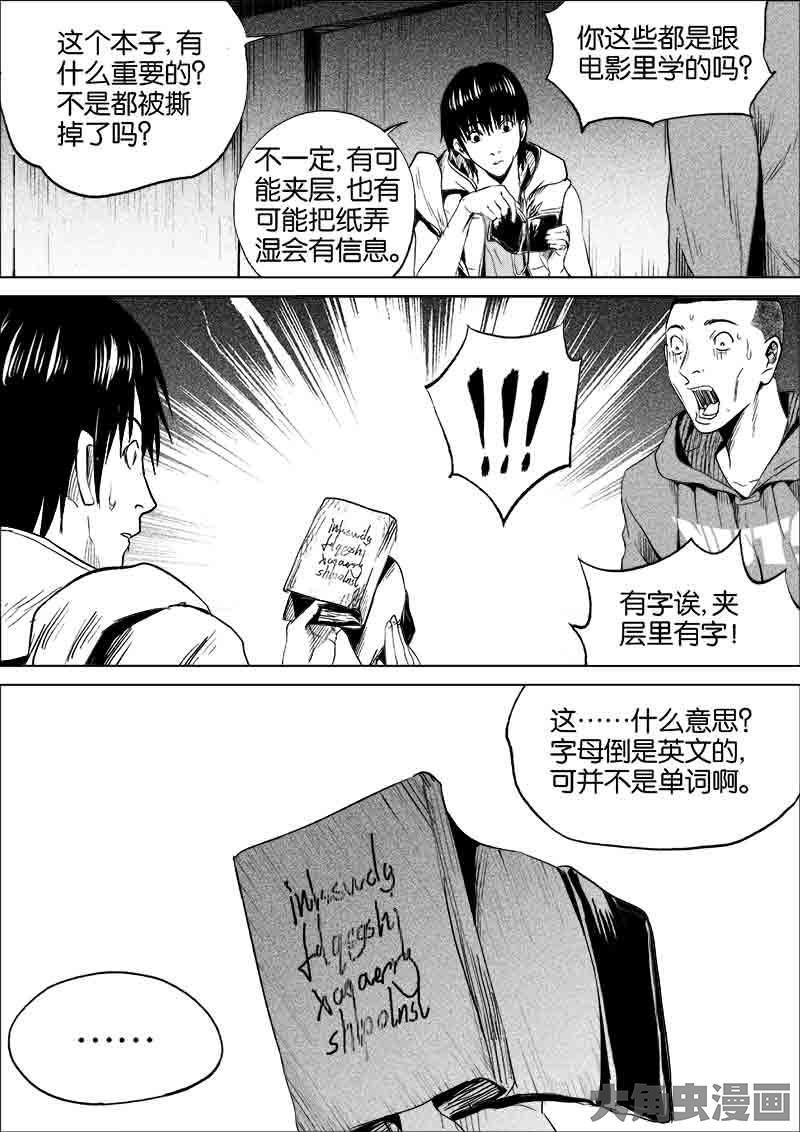 这个本子,有
什么重要的?
不是都被撕
掉了吗?
不一定,有可
能夹层,也有
可能把纸弄
湿会有信息。
你这些都是跟
电影里学的吗?
!!!
有字诶,夹
层里有字!
这……什么意思?
字母倒是英文的,
可并不是单词啊。
……
大角虫漫画